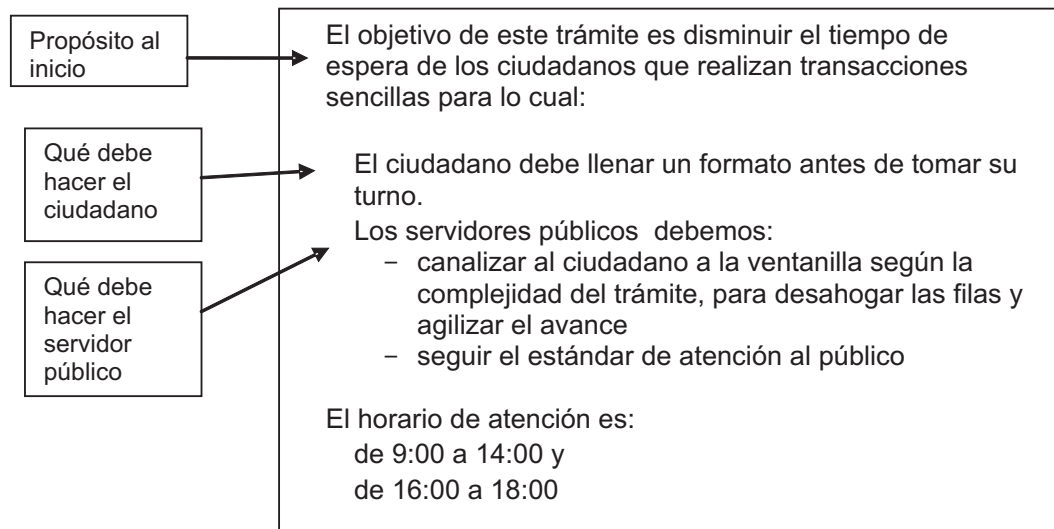 Propósito al
inicio
El objetivo de este trámite es disminuir el tiempo de
espera de los ciudadanos que realizan transacciones
sencillas para lo cual:
Qué debe
hacer el
ciudadano
El ciudadano debe llenar un formato antes de tomar su
turno.
Qué debe
hacer el
servidor
público
Los servidores públicos debemos:
– canalizar al ciudadano a la ventanilla según la
complejidad del trámite, para desahogar las filas y
agilizar el avance
– seguir el estándar de atención al público
El horario de atención es:
de 9:00 a 14:00 y
de 16:00 a 18:00